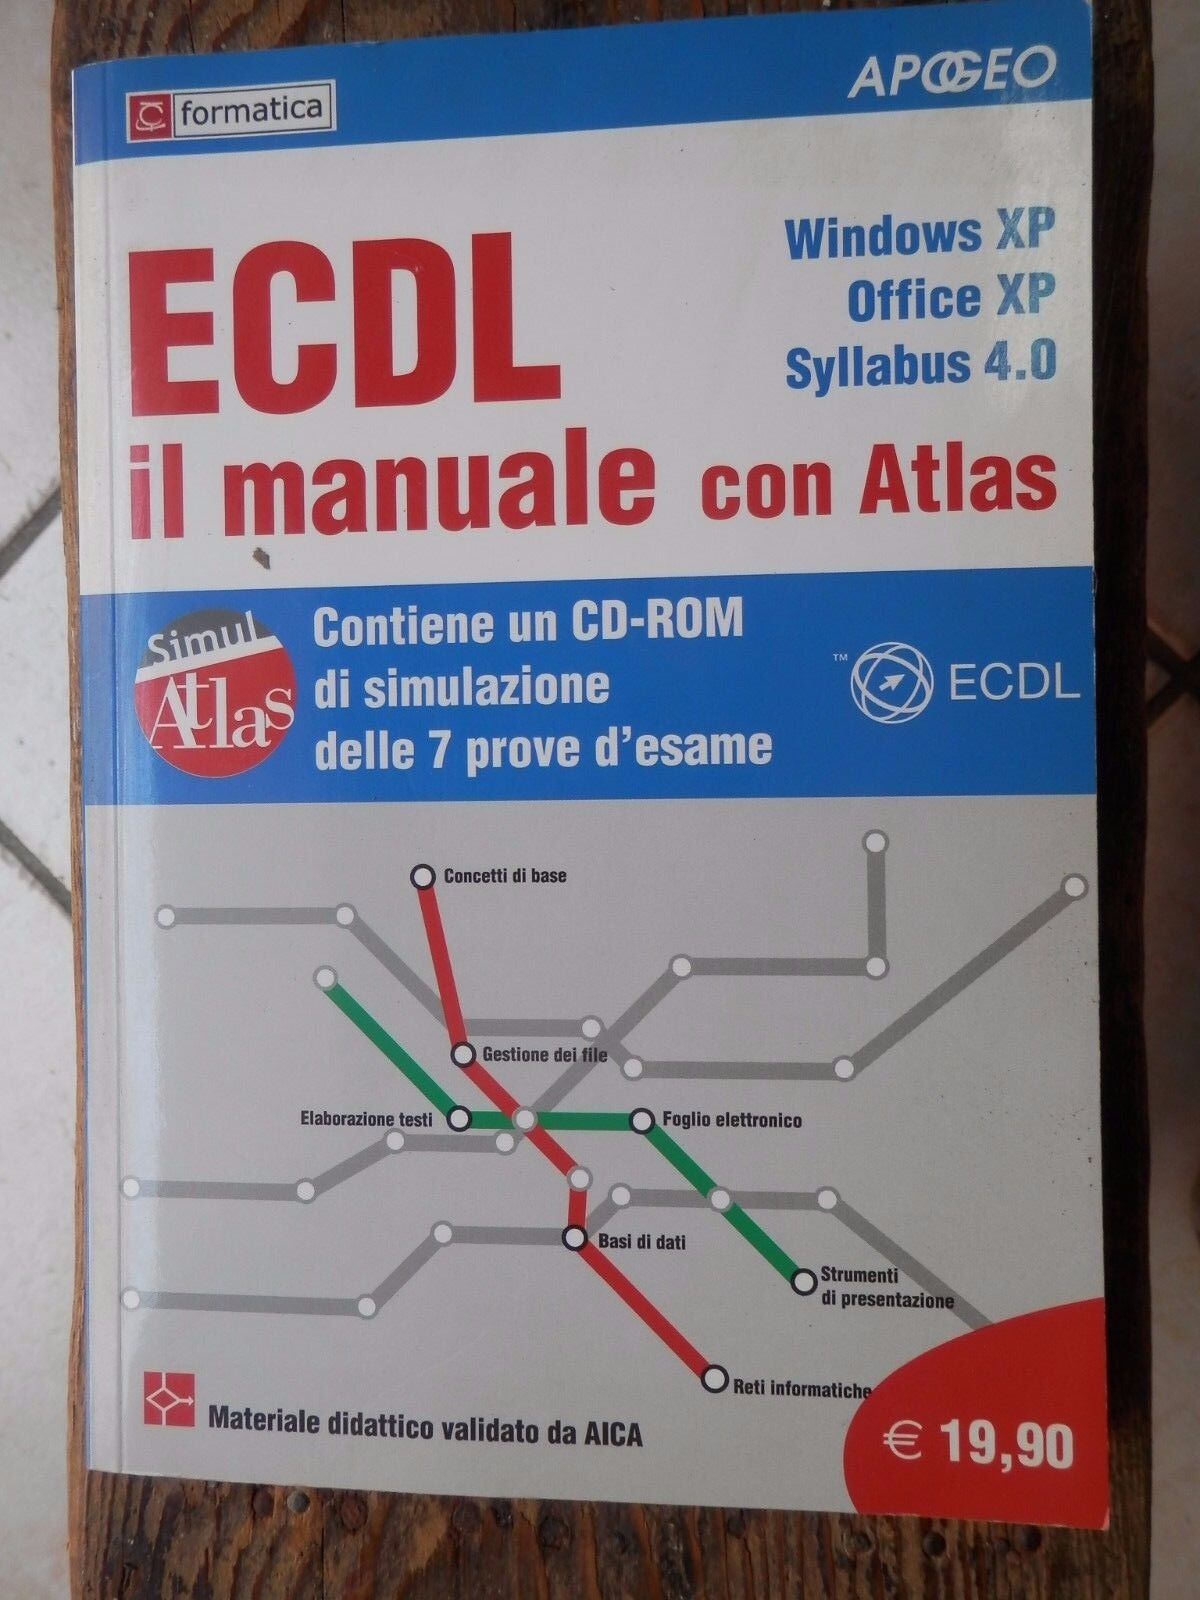 formatica
APOGEO
Windows XP
Office XP
Syllabus 4.0
ECDL
il manuale con Atlas
Simul
Atlas
Contiene un CD-ROM
di simulazione
delle 7 prove d'esame
™ ECDL
Concetti di base
Gestione dei file
Elaborazione testi
Foglio elettronico
Basi di dati
Strumenti
di presentazione
Reti informatiche
Materiale didattico validato da AICA
€ 19,90